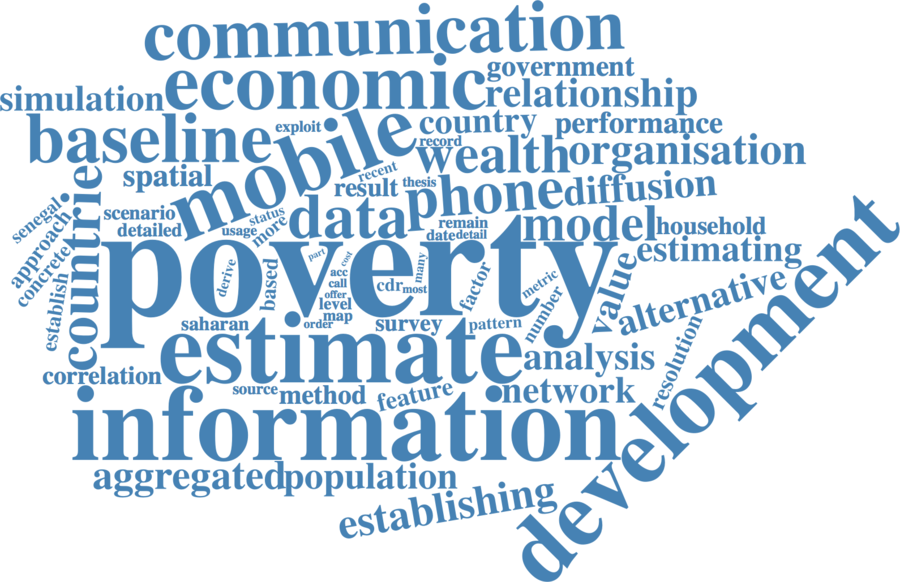 communication
government
economic
simulation
relationship
exploit
country
performance
baseline
mobile
record
wealth
organisation
spatial
recent
result
thesis
phone
diffusion
countrie
senegal
scenario
status
data
remain
model
household
detailed
usage
more
date
detail
approach
concrete
poverty
estimating
development
part
cost
many
derive
based
acc
call
cdr
most
factor
metric
value
offer
level
alternative
establish
map
number
saharan
order
survey
pattern
estimate
resolution
analysis
correlation
source
method
feature
network
information
aggregated
population
establishing